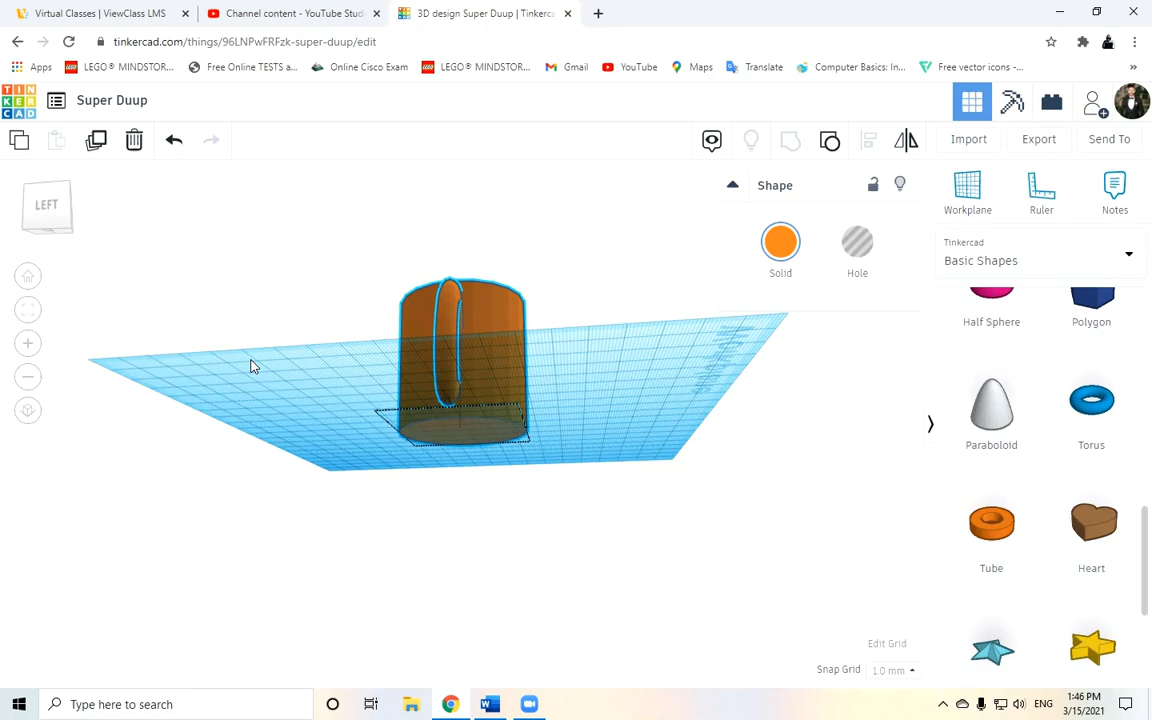 Virtual Classes | ViewClass LMS
Channel content - YouTube Studi
3D design Super Duup | Tinkerca
tinkercad.com/things/96LNPwFRFzk-super-duup/edit
Apps
LEGO® MINDSTOR...
Free Online TESTS a...
Online Cisco Exam
LEGO® MINDSTOR...
Gmail
YouTube
Maps
Translate
Computer Basics: In...
Free vector icons -...
»
TINKERCAD
Super Duup
Import
Export
Send To
LEFT
Shape
Solid
Hole
Workplane
Ruler
Notes
Tinkercad
Basic Shapes
Half Sphere
Polygon
Paraboloid
Torus
Tube
Heart
Edit Grid
Snap Grid
1.0 mm
Type here to search
ENG
1:46 PM
3/15/2021